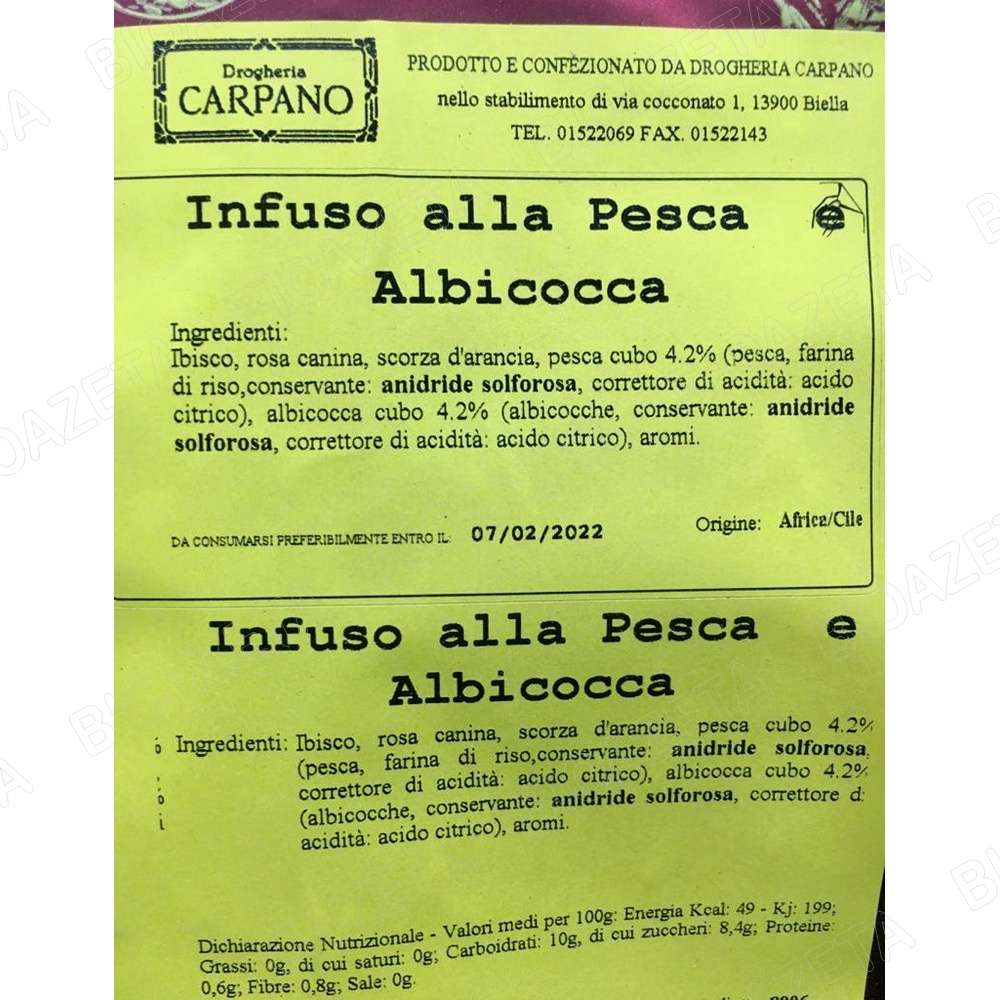 Drogheria
CARPANO
PRODOTTO E CONFEZIONATO DA DROGHERIA CARPANO
nello stabilimento di via cocconato 1, 13900 Biella
TEL. 01522069 FAX. 01522143
Infuso alla Pesca e
Albicocca
Ingredienti:
Ibisco, rosa canina, scorza d'arancia, pesca cubo 4.2% (pesca, farina
di riso,conservante: anidride solforosa, correttore di acidità: acido
citrico), albicocca cubo 4.2% (albicocche, conservante: anidride
solforosa, correttore di acidità: acido citrico), aromi.
DA CONSUMARSI PREFERIBILMENTE ENTRO IL: 07/02/2022
Origine: Africa/Cile
Infuso alla Pesca e
Albicocca
Ingredienti: Ibisco, rosa canina, scorza d'arancia, pesca cubo 4.2%
(pesca, farina di riso,conservante: anidride solforosa,
correttore di acidità: acido citrico), albicocca cubo 4.2%
(albicocche, conservante: anidride solforosa, correttore d
acidità: acido citrico), aromi.
Dichiarazione Nutrizionale - Valori medi per 100g: Energia Kcal: 49 - Kj: 199;
Grassi: 0g, di cui saturi: 0g; Carboidrati: 10g, di cui zuccheri: 8,4g; Proteine:
0,6g; Fibre: 0,8g; Sale: 0g.